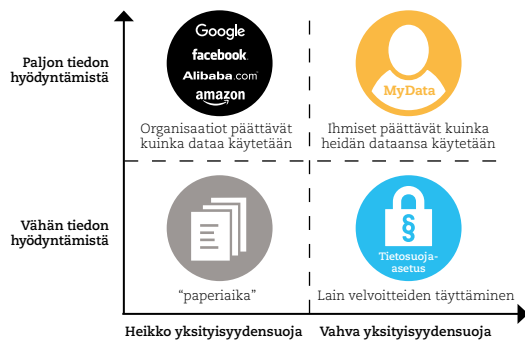 Paljon tiedon
hyödyntämistä
Google
facebook
Alibaba.com
amazon
Organisaatiot päättävät
kuinka dataa käytetään
MyData
Ihmiset päättävät kuinka
heidän dataansa käytetään
Vähän tiedon
hyödyntämistä
"paperiaika"
§
Tietosuoja-
asetus
Lain velvoitteiden täyttäminen
Heikko yksityisyydensuoja
Vahva yksityisyydensuoja